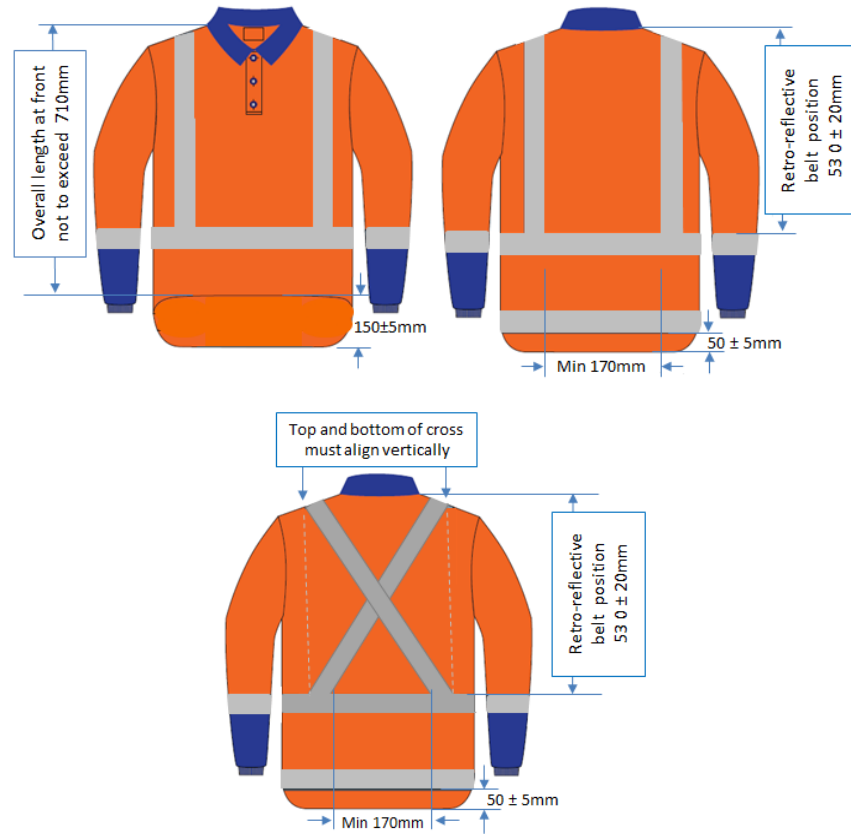 Overall length at front
not to exceed 710mm
150±5mm
Retro-reflective
belt position
53 0 ± 20mm
50 ± 5mm
Min 170mm
Top and bottom of cross
must align vertically
Retro-reflective
belt position
53 0 ± 20mm
50 ± 5mm
Min 170mm